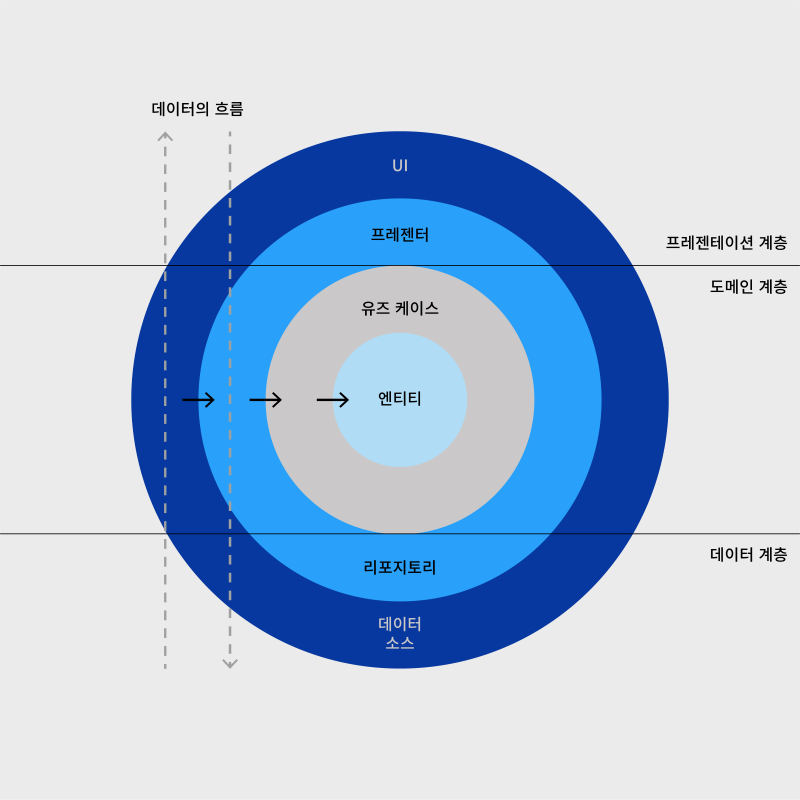 데이터의 흐름
UI
프레젠터
프레젠테이션 계층
도메인 계층
유즈 케이스
엔티티
데이터 계층
리포지토리
데이터
소스